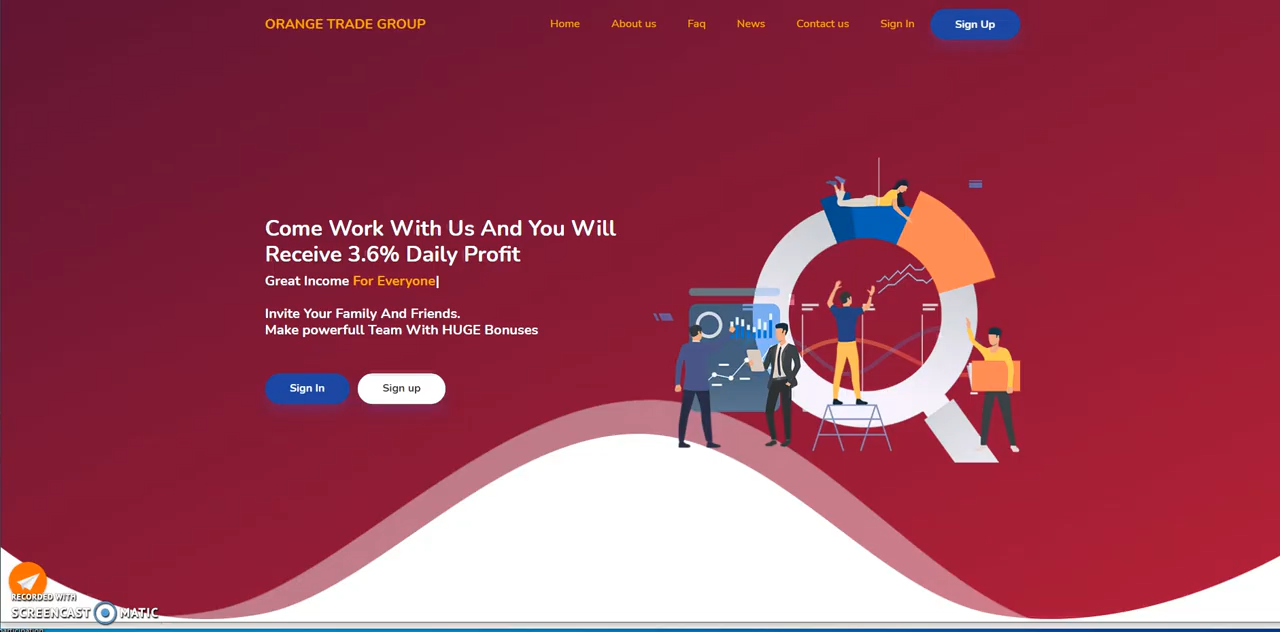 ORANGE TRADE GROUP
Home
About us
Faq
News
Contact us
Sign In
Sign Up
Come Work With Us And You Will
Receive 3.6% Daily Profit
Great Income For Everyone|
Invite Your Family And Friends.
Make powerfull Team With HUGE Bonuses
Sign In
Sign up
RECORDED WITH
SCREENCAST MATIC